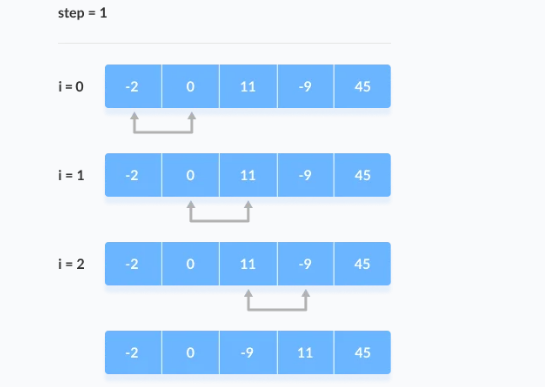 step = 1
i = 0 -2 0 11 -9 45
i = 1 -2 0 11 -9 45
i = 2 -2 0 11 -9 45
-2 0 -9 11 45